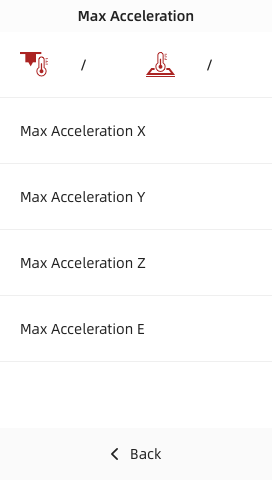 Max Acceleration
/ /
Max Acceleration X
Max Acceleration Y
Max Acceleration Z
Max Acceleration E
Back